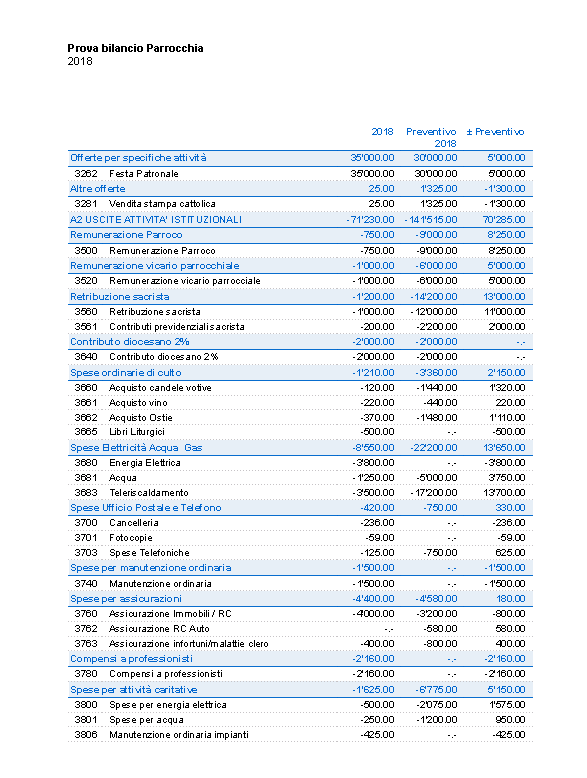 Prova bilancio Parrocchia
2018
2018 Preventivo 2018 ± Preventivo
Offerte per specifiche attività 35'000.00 30'000.00 5'000.00
3262 Festa Patronale 35'000.00 30'000.00 5'000.00
Altre offerte 25.00 1'325.00 -1'300.00
3281 Vendita stampa cattolica 25.00 1'325.00 -1'300.00
A2 USCITE ATTIVITA' ISTITUZIONALI -71'230.00 -141'515.00 70'285.00
Remunerazione Parroco -750.00 -9'000.00 8'250.00
3500 Remunerazione Parroco -750.00 -9'000.00 8'250.00
Remunerazione vicario parrocchiale -1'000.00 -6'000.00 5'000.00
3520 Remunerazione vicario parrocciale -1'000.00 -6'000.00 5'000.00
Retribuzione sacrista -1'200.00 -14'200.00 13'000.00
3560 Retribuzione sacrista -1'000.00 -12'000.00 11'000.00
3561 Contributi previdenziali sacrista -200.00 -2'200.00 2'000.00
Contributo diocesano 2% -2'000.00 -2'000.00 -.-
3640 Contributo diocesano 2% -2'000.00 -2'000.00 -.-
Spese ordinarie di culto -1'210.00 -3'360.00 2'150.00
3660 Acquisto candele votive -120.00 -1'440.00 1'320.00
3661 Acquisto vino -220.00 -440.00 220.00
3662 Acquisto Ostie -370.00 -1'480.00 1'110.00
3665 Libri Liturgici -500.00 -.- -500.00
Spese Elettricità Acqua Gas -8'550.00 -22'200.00 13'650.00
3680 Energia Elettrica -3'800.00 -.- -3'800.00
3681 Acqua -1'250.00 -5'000.00 3'750.00
3683 Teleriscaldamento -3'500.00 -17'200.00 13'700.00
Spese Ufficio Postale e Telefono -420.00 -750.00 330.00
3700 Cancelleria -236.00 -.- -236.00
3701 Fotocopie -59.00 -.- -59.00
3703 Spese Telefoniche -125.00 -750.00 625.00
Spese per manutenzione ordinaria -1'500.00 -.- -1'500.00
3740 Manutenzione ordinaria -1'500.00 -.- -1'500.00
Spese per assicurazioni -4'400.00 -4'580.00 180.00
3760 Assicurazione Immobili / RC -4'000.00 -3'200.00 -800.00
3762 Assicurazione RC Auto -.- -580.00 580.00
3763 Assicurazione infortuni/malattie clero -400.00 -800.00 400.00
Compensi a professionisti -2'160.00 -.- -2'160.00
3780 Compensi a professionisti -2'160.00 -.- -2'160.00
Spese per attività caritative -1'625.00 -6'775.00 5'150.00
3800 Spese per energia elettrica -500.00 -2'075.00 1'575.00
3801 Spese per acqua -250.00 -1'200.00 950.00
3806 Manutenzione ordinaria impianti -425.00 -.- -425.00